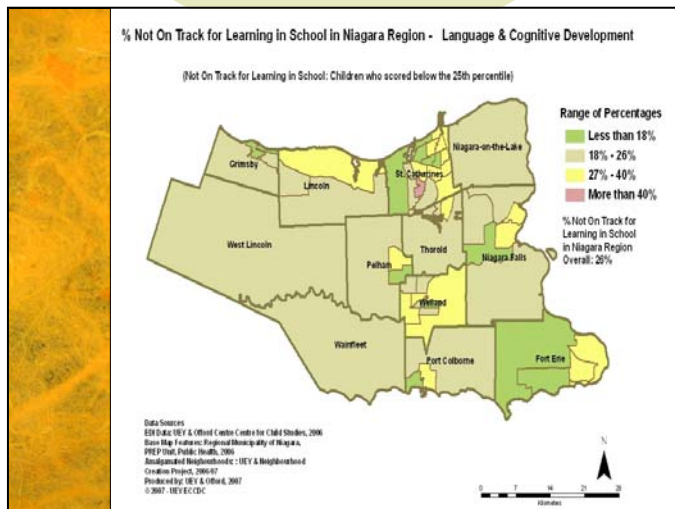 % Not On Track for Learning in School in Niagara Region - Language & Cognitive Development
(Not On Track for Learning in School: Children who scored below the 25th percentile)
Range of Percentages
Less than 18%
18% - 26%
27% - 40%
More than 40%
% Not On Track for
Learning in School
in Niagara Region
Overall: 26%
Grimsby
Lincoln
St. Catharines
Niagara-on-the-Lake
West Lincoln
Pelham
Thorold
Niagara Falls
Welland
Wainfleet
Port Colborne
Fort Erie
Data Sources
EDI Data: UEY & Offord Centre Centre for Child Studies, 2006
Base Map Features: Regional Municipality of Niagara,
PREP Unit, Public Health, 2006
Amalgamated Neighbourhoods: : UEY & Neighbourhood
Creation Project, 2006-07
Produced by: UEY & Offord, 2007
© 2007 - UEY ECCDC
N
0 7 14 21 28
Kilometers